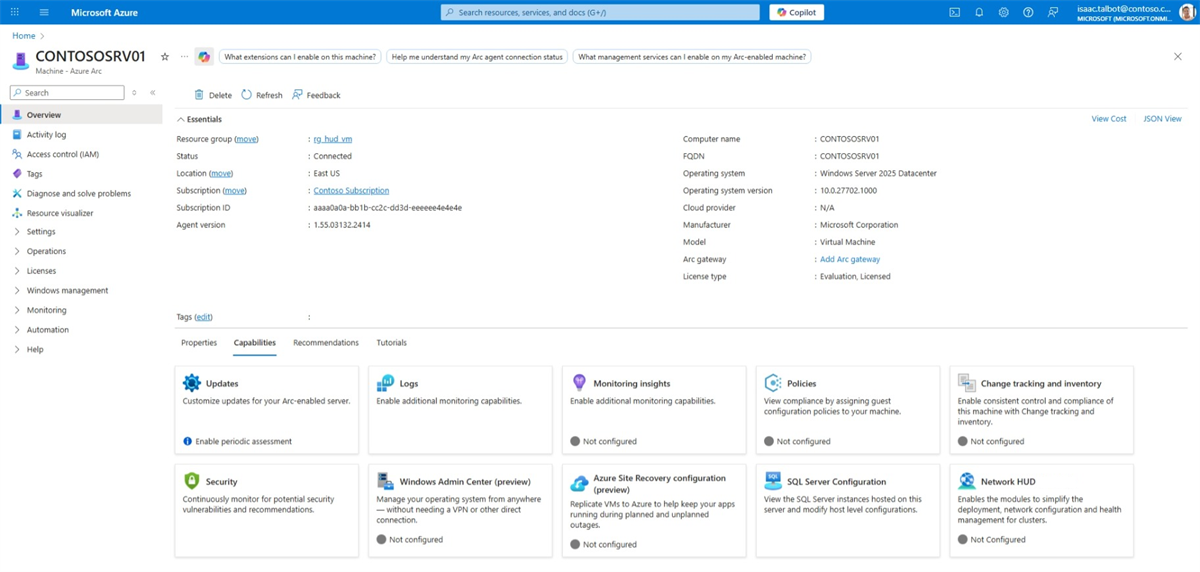 Microsoft Azure
Search resources, services, and docs (G+/)
Copilot
isaac.talbot@contoso.c...
MICROSOFT (MICROSOFT.ONMI...
Home
CONTOSOSRV01
Machine - Azure Arc
What extensions can I enable on this machine?
Help me understand my Arc agent connection status
What management services can I enable on my Arc-enabled machine?
Search
Overview
Activity log
Access control (IAM)
Tags
Diagnose and solve problems
Resource visualizer
Settings
Operations
Licenses
Windows management
Monitoring
Automation
Help
Delete
Refresh
Feedback
Essentials
View Cost
JSON View
Resource group (move) : rg_hud_vm
Status : Connected
Location (move) : East US
Subscription (move) : Contoso Subscription
Subscription ID : aaaa0a0a-bb1b-cc2c-dd3d-eeeeee4e4e4e
Agent version : 1.55.03132.2414
Computer name : CONTOSOSRV01
FQDN : CONTOSOSRV01
Operating system : Windows Server 2025 Datacenter
Operating system version : 10.0.27702.1000
Cloud provider : N/A
Manufacturer : Microsoft Corporation
Model : Virtual Machine
Arc gateway : Add Arc gateway
License type : Evaluation, Licensed
Tags (edit) :
Properties
Capabilities
Recommendations
Tutorials
Updates
Customize updates for your Arc-enabled server.
Enable periodic assessment
Logs
Enable additional monitoring capabilities.
Monitoring insights
Enable additional monitoring capabilities.
Not configured
Policies
View compliance by assigning guest
configuration policies to your machine.
Not configured
Change tracking and inventory
Enable consistent control and compliance of
this machine with Change tracking and
inventory.
Not configured
Security
Continuously monitor for potential security
vulnerabilities and recommendations.
Windows Admin Center (preview)
Manage your operating system from anywhere
— without needing a VPN or other direct
connection.
Not configured
Azure Site Recovery configuration
(preview)
Replicate VMs to Azure to help keep your apps
running during planned and unplanned
outages.
Not configured
SQL Server Configuration
View the SQL Server instances hosted on this
server and modify host level configurations.
Network HUD
Enables the modules to simplify the
deployment, network configuration and health
management for clusters.
Not Configured